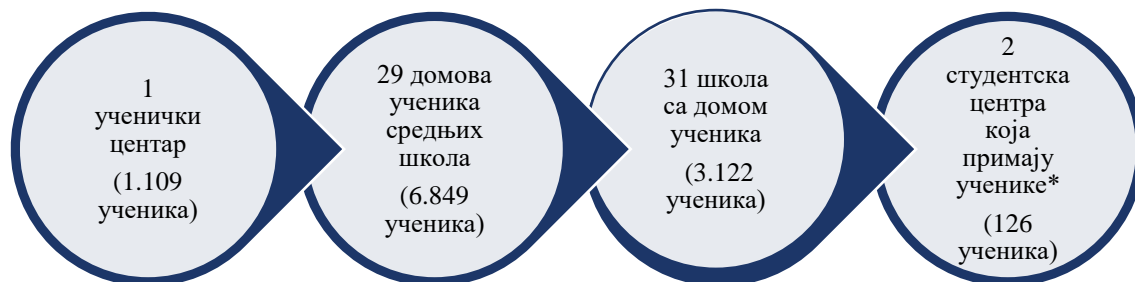 1
ученички
центар
(1.109
ученика)
29 домова
ученика
средњих
школа
(6.849
ученика)
31 школа
са домом
ученика
(3.122
ученика)
2
студентска
центра
која
примају
ученике*
(126
ученика)